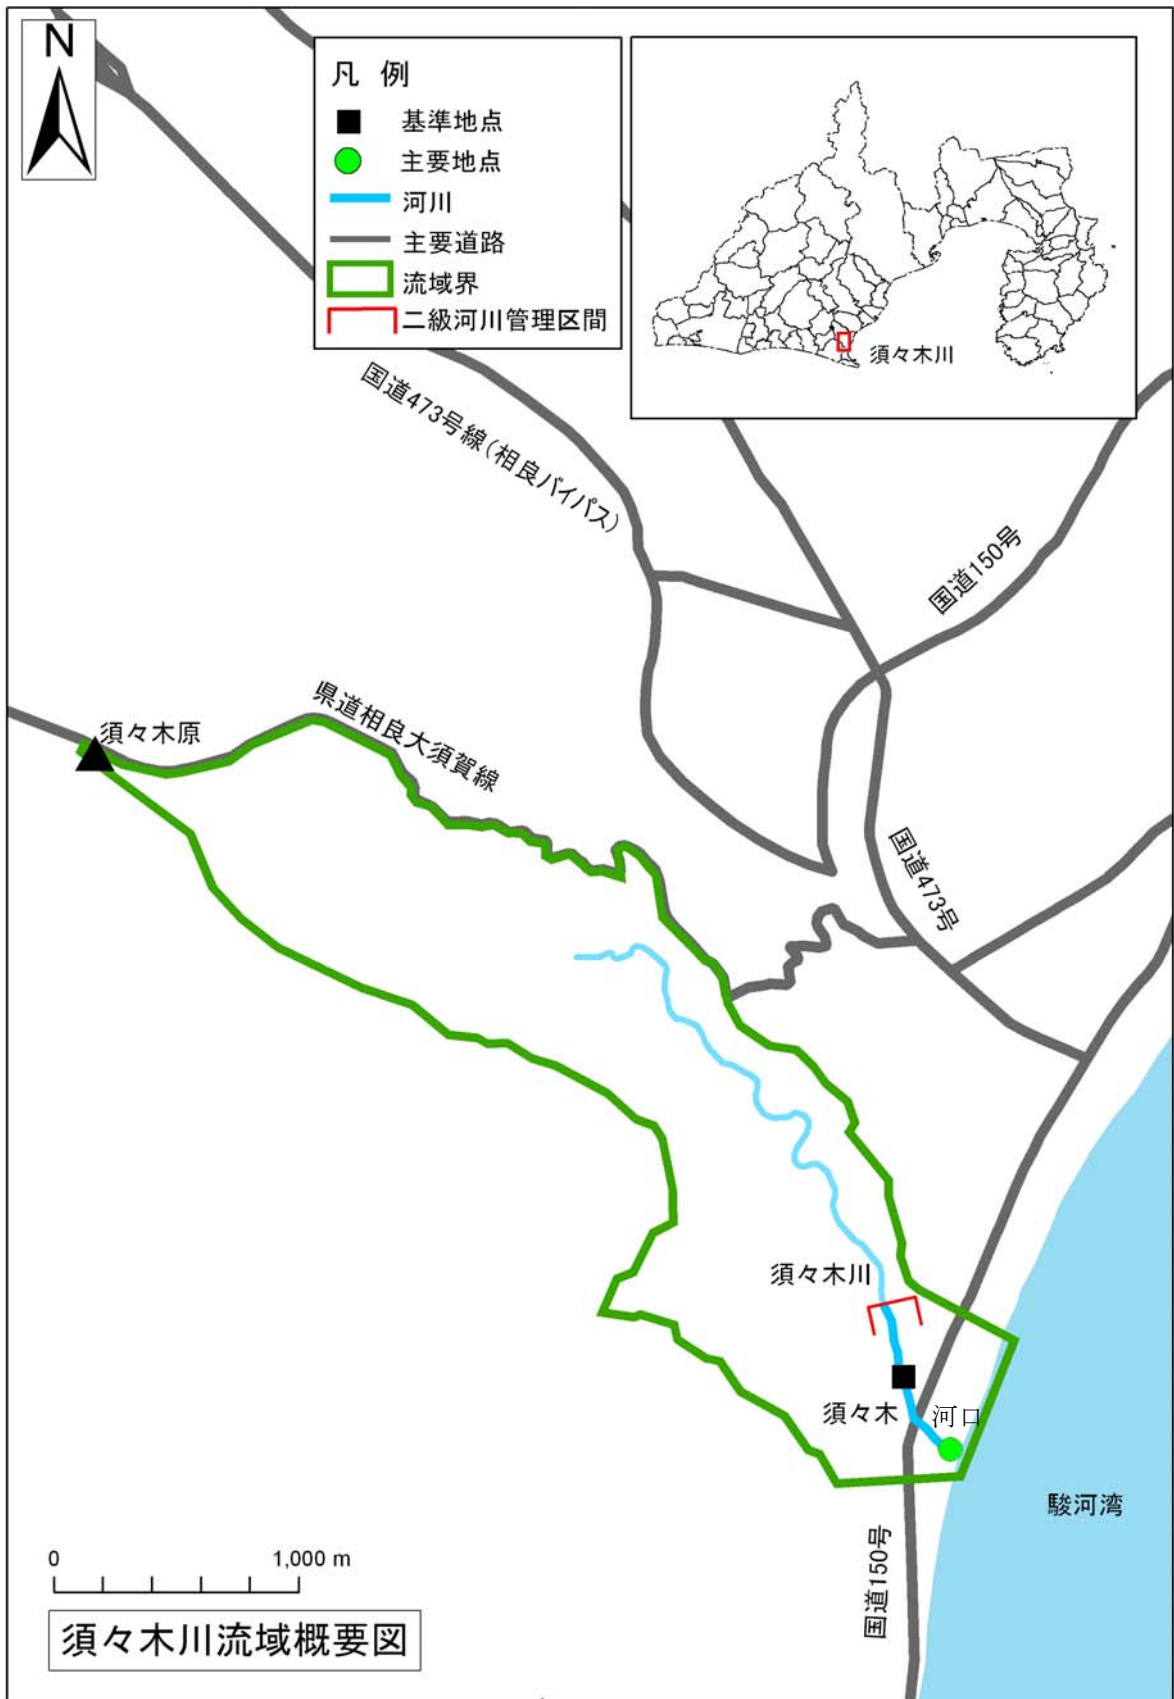 N
凡 例
基準地点
主要地点
河川
主要道路
流域界
二級河川管理区間
須々木川
国道473号線(相良バイパス)
国道150号
県道相良大須賀線
須々木原
国道473号
須々木川
須々木
河口
駿河湾
国道150号
0 1,000 m
須々木川流域概要図